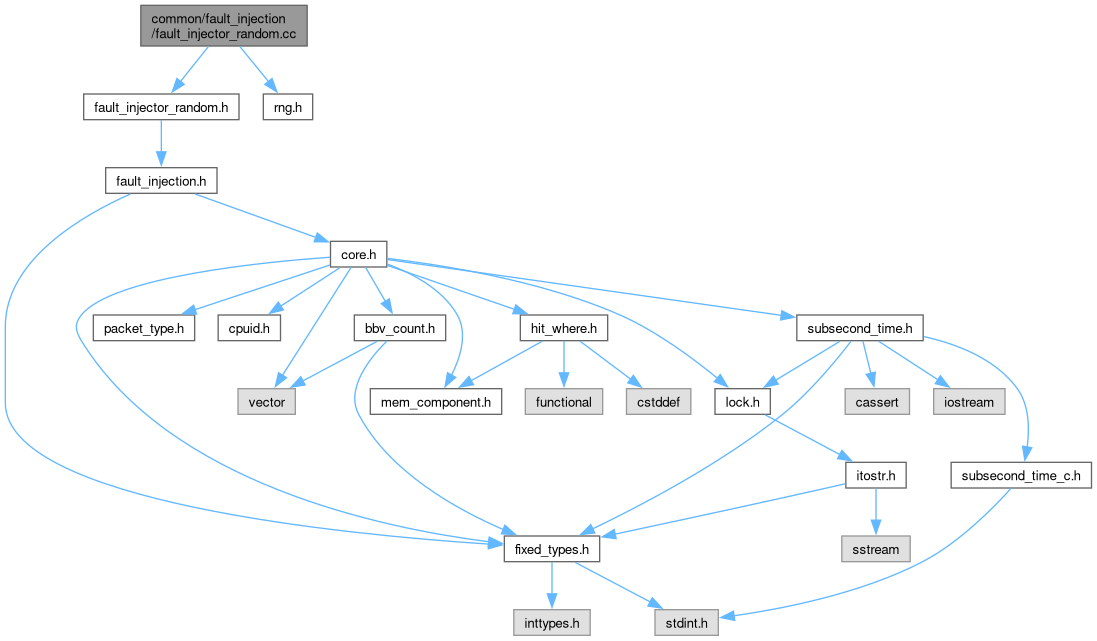 common/fault_injection
/fault_injector_random.cc
fault_injector_random.h
rng.h
fault_injection.h
core.h
packet_type.h
cpuid.h
bbv_count.h
hit_where.h
subsecond_time.h
vector
mem_component.h
functional
cstddef
lock.h
cassert
iostream
itostr.h
subsecond_time_c.h
fixed_types.h
sstream
inttypes.h
stdint.h